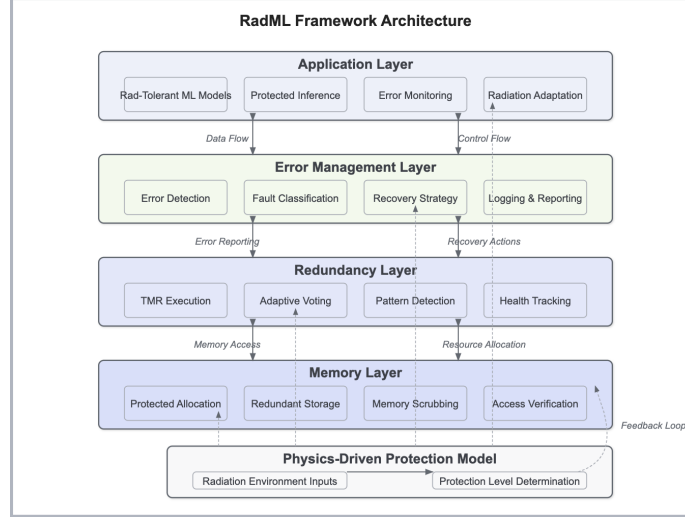 RadML Framework Architecture
Application Layer
Rad-Tolerant ML Models
Protected Inference
Error Monitoring
Radiation Adaptation
Data Flow
Control Flow
Error Management Layer
Error Detection
Fault Classification
Recovery Strategy
Logging & Reporting
Error Reporting
Recovery Actions
Redundancy Layer
TMR Execution
Adaptive Voting
Pattern Detection
Health Tracking
Memory Access
Resource Allocation
Memory Layer
Protected Allocation
Redundant Storage
Memory Scrubbing
Access Verification
Feedback Loop
Physics-Driven Protection Model
Radiation Environment Inputs
Protection Level Determination